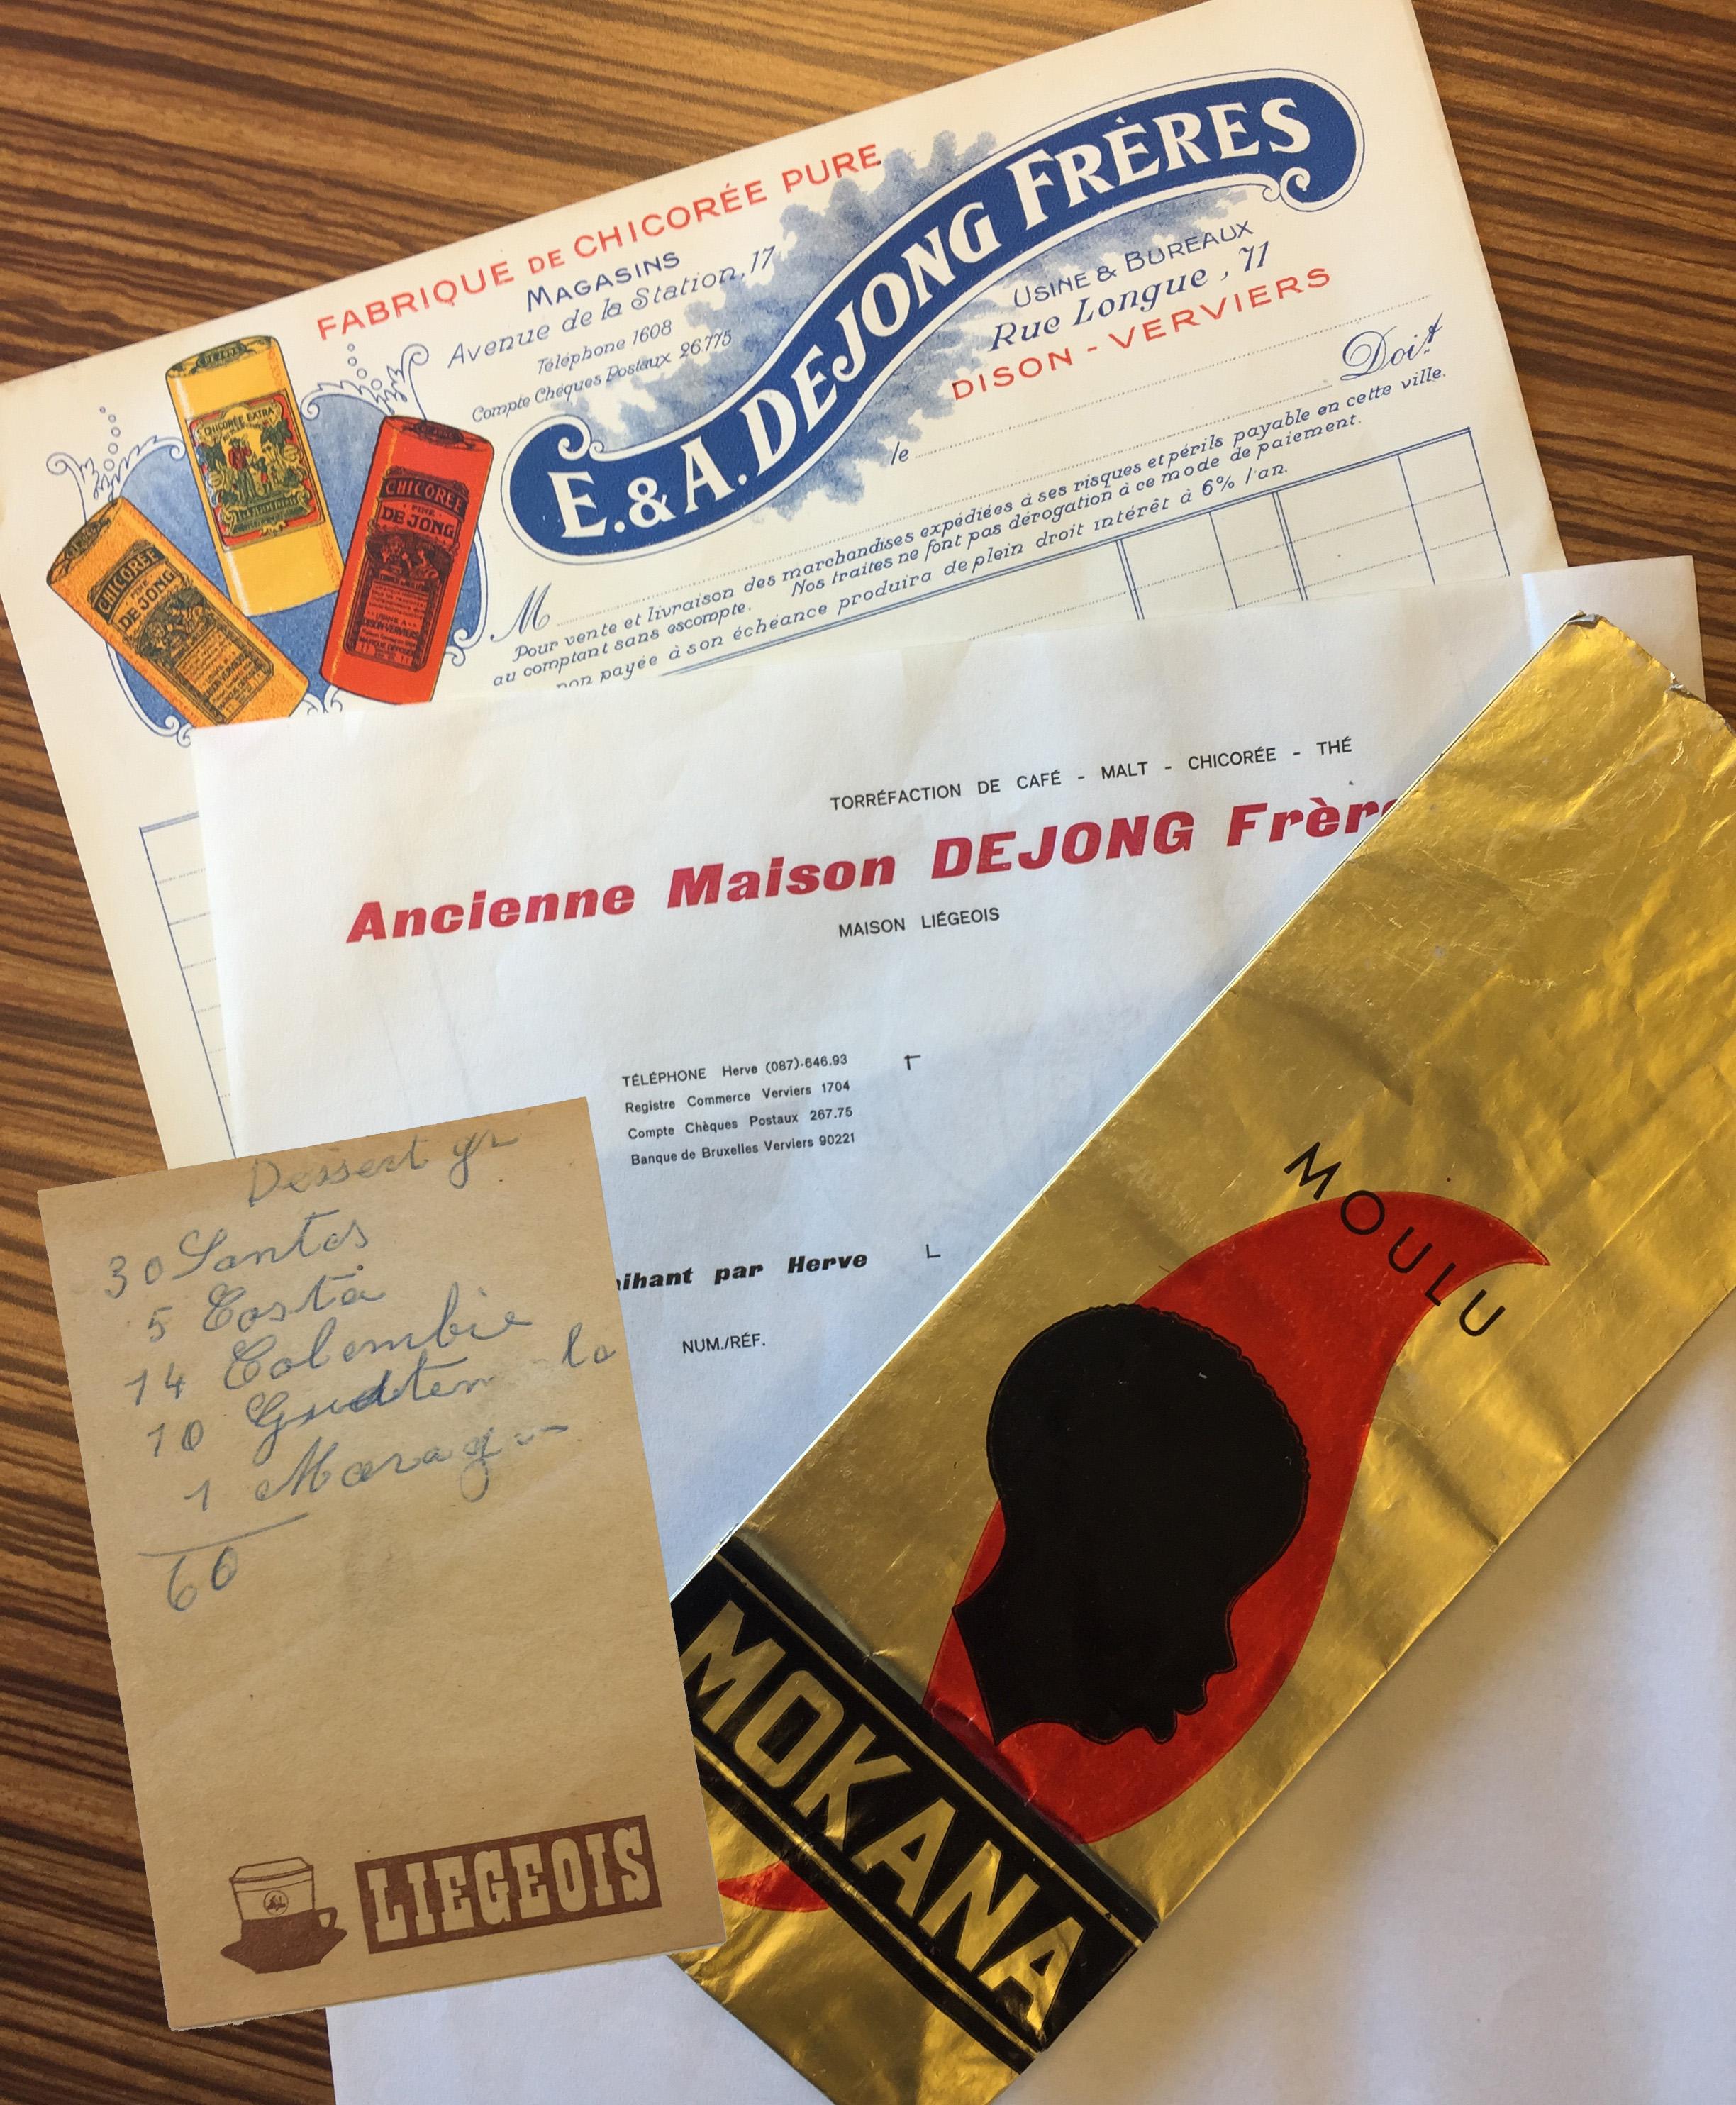 FABRIQUE DE CHICORÉE PURE
MAGASINS
Avenue de la Station, 17
Téléphone 1608
Compte Chèques Postaux 26.775
E. & A. DEJONG FRÈRES
USINE & BUREAUX
Rue Longue, 71
DISON - VERVIERS
le
Doit
M
Pour vente et livraison des marchandises expédiées à ses risques et périls payable en cette ville.
au comptant sans escompte. Nos traites ne font pas dérogation à ce mode de paiement.
non payée à son échéance produira de plein droit intérêt à 6% l'an.
CHICORÉE EXTRA
CHICORÉE
FINE
DE JONG
CHICORÉE
FINE
DE JONG
TORRÉFACTION DE CAFÉ - MALT - CHICORÉE - THÉ
Ancienne Maison DEJONG Frèr
MAISON LIÉGEOIS
TÉLÉPHONE Herve (087)-646.93
Registre Commerce Verviers 1704
Compte Chèques Postaux 267.75
Banque de Bruxelles Verviers 90221
ihant par Herve
NUM./RÉF.
Dessert gr
30 Santos
5 Costa
14 Colombie
10
1 Marag
60
LIEGEOIS
MOULU
MOKANA